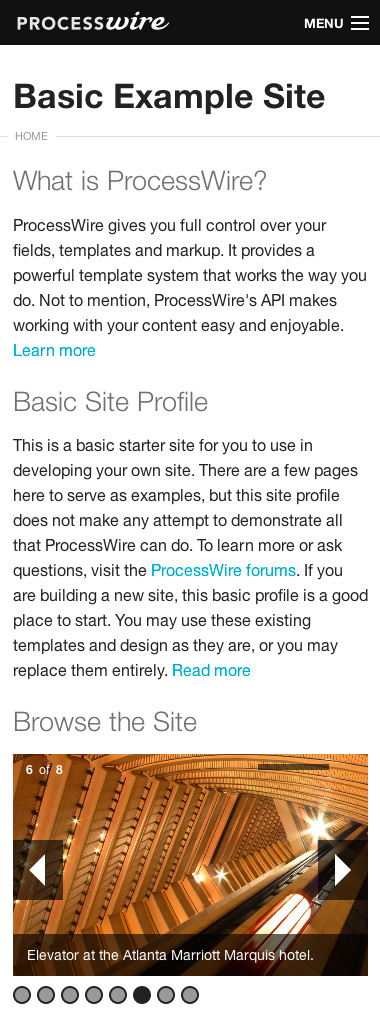 PROCESSwire
MENU
Basic Example Site
HOME
What is ProcessWire?
ProcessWire gives you full control over your
fields, templates and markup. It provides a
powerful template system that works the way you
do. Not to mention, ProcessWire's API makes
working with your content easy and enjoyable.
Learn more
Basic Site Profile
This is a basic starter site for you to use in
developing your own site. There are a few pages
here to serve as examples, but this site profile
does not make any attempt to demonstrate all
that ProcessWire can do. To learn more or ask
questions, visit the ProcessWire forums. If you
are building a new site, this basic profile is a good
place to start. You may use these existing
templates and design as they are, or you may
replace them entirely. Read more
Browse the Site
6 of 8
Elevator at the Atlanta Marriott Marquis hotel.